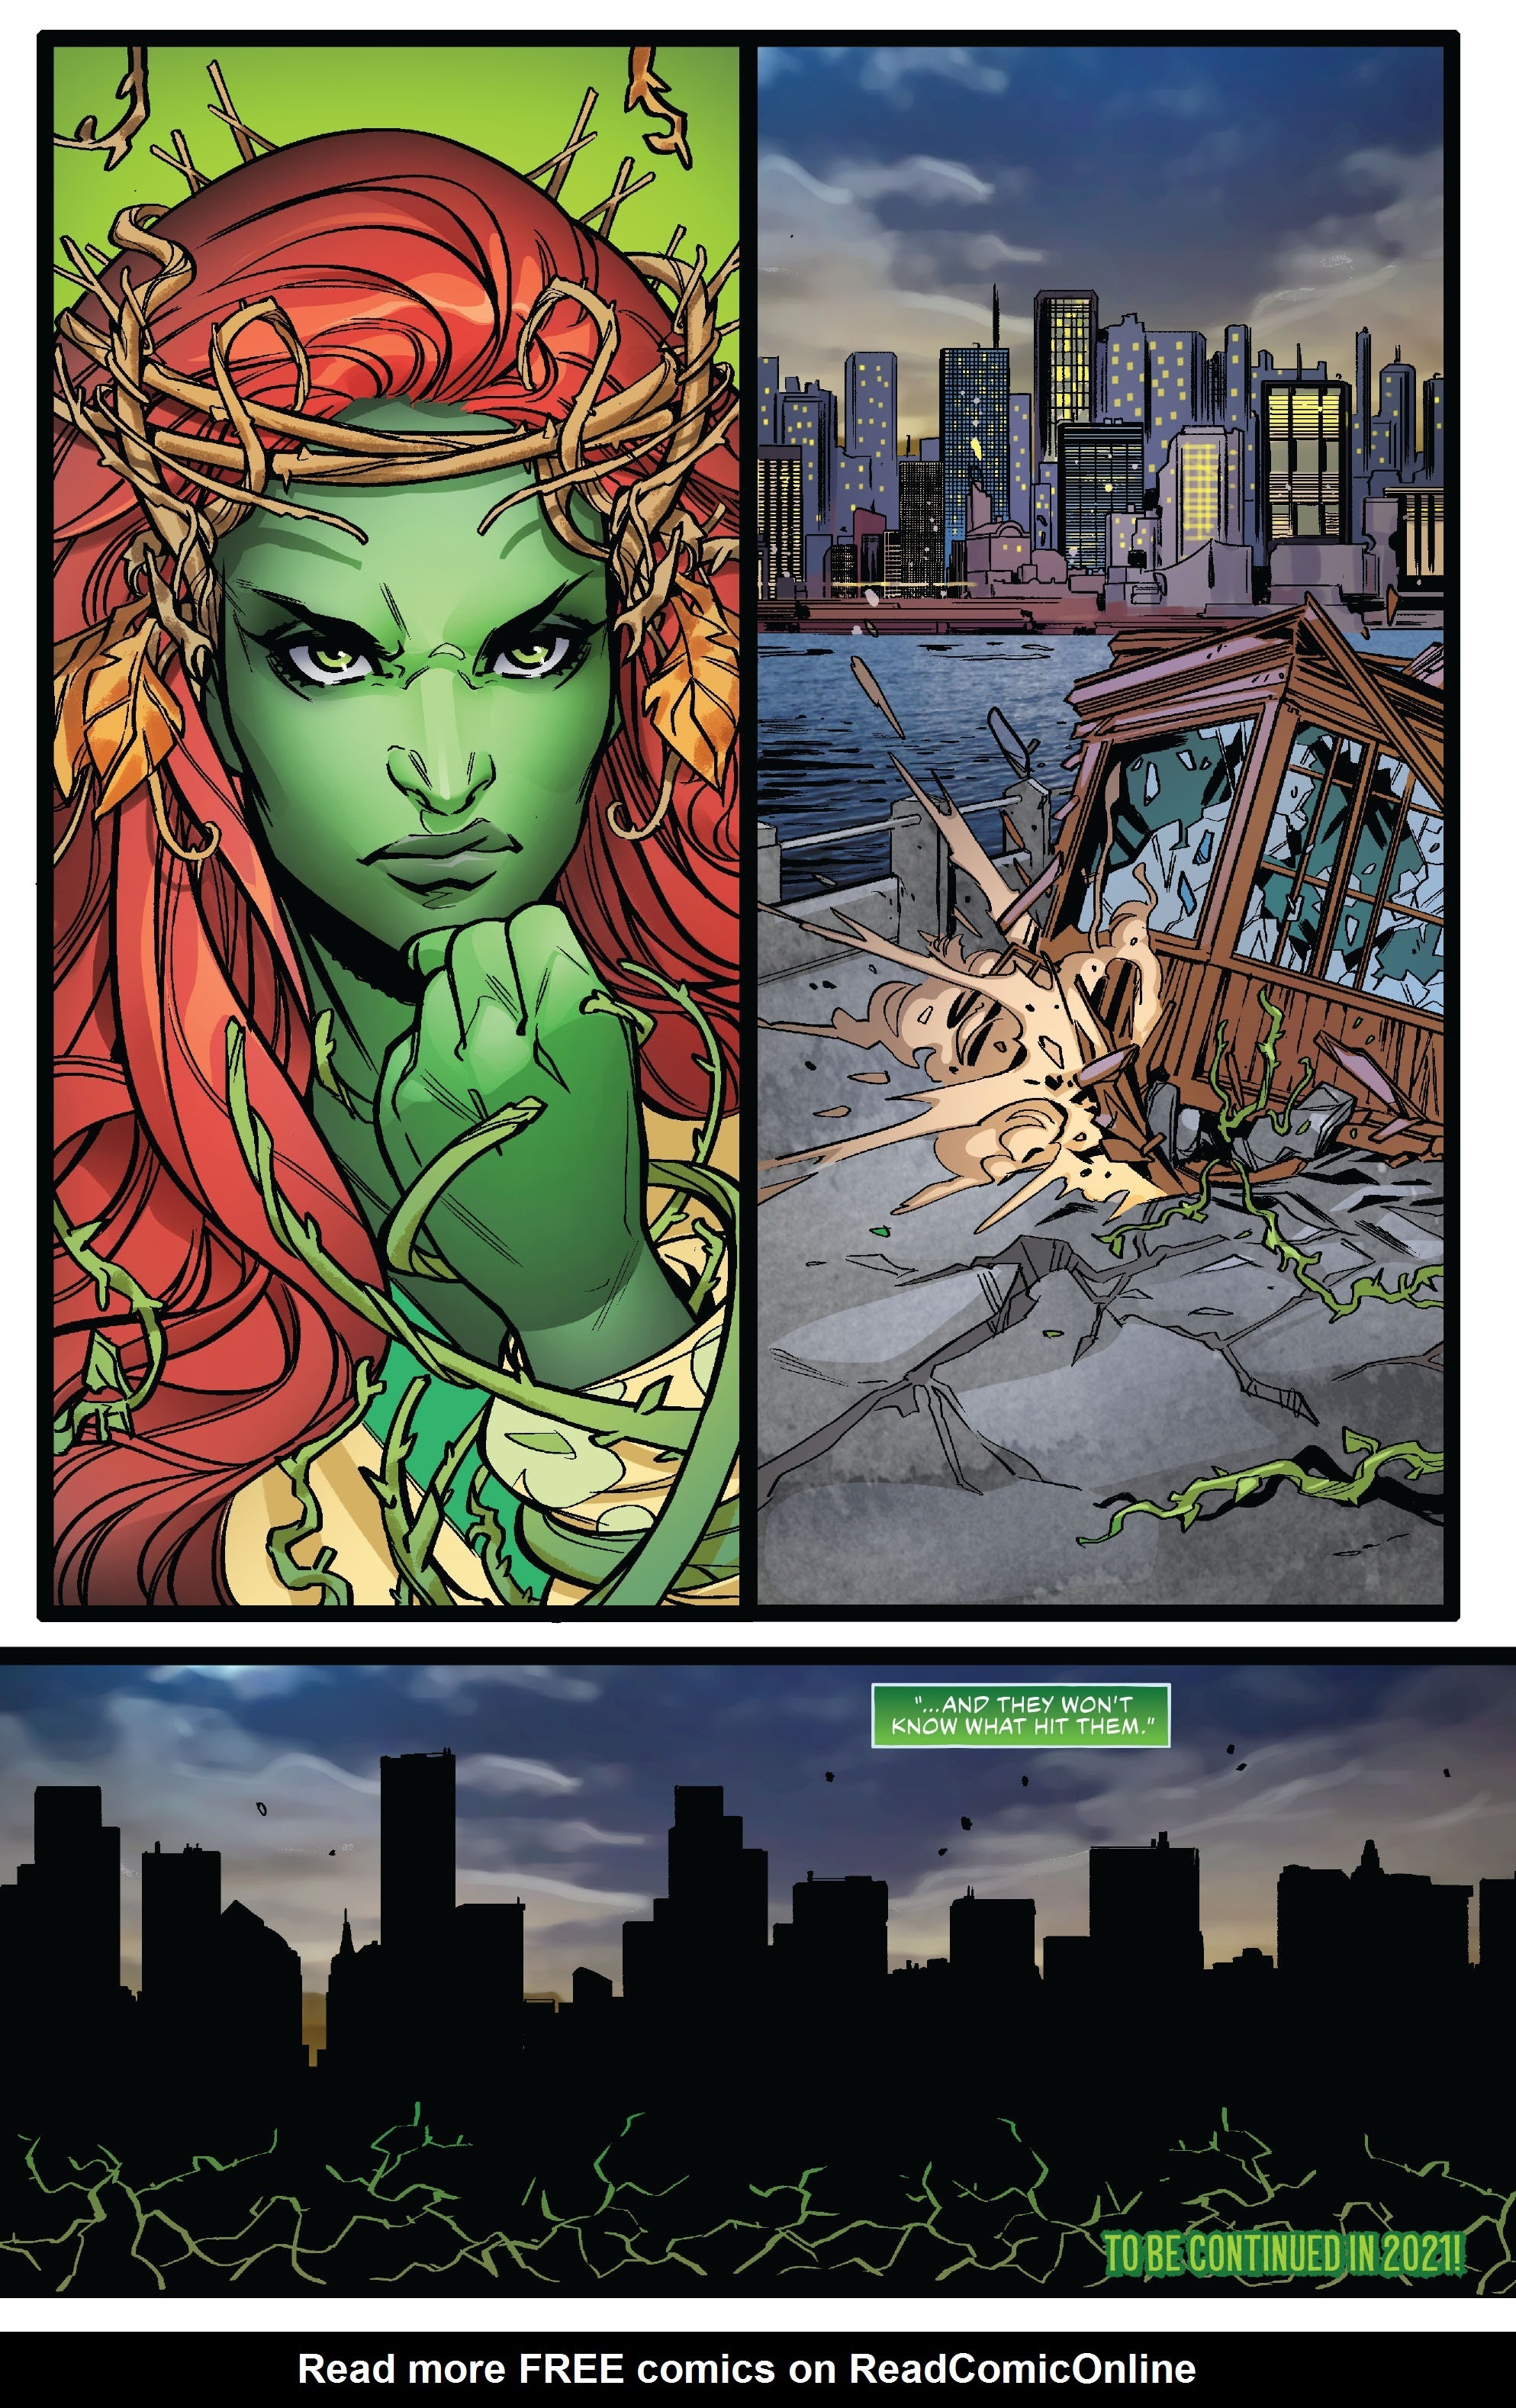 "...AND THEY WON'T
KNOW WHAT HIT THEM."
TO BE CONTINUED IN 2021!
Read more FREE comics on ReadComicOnline